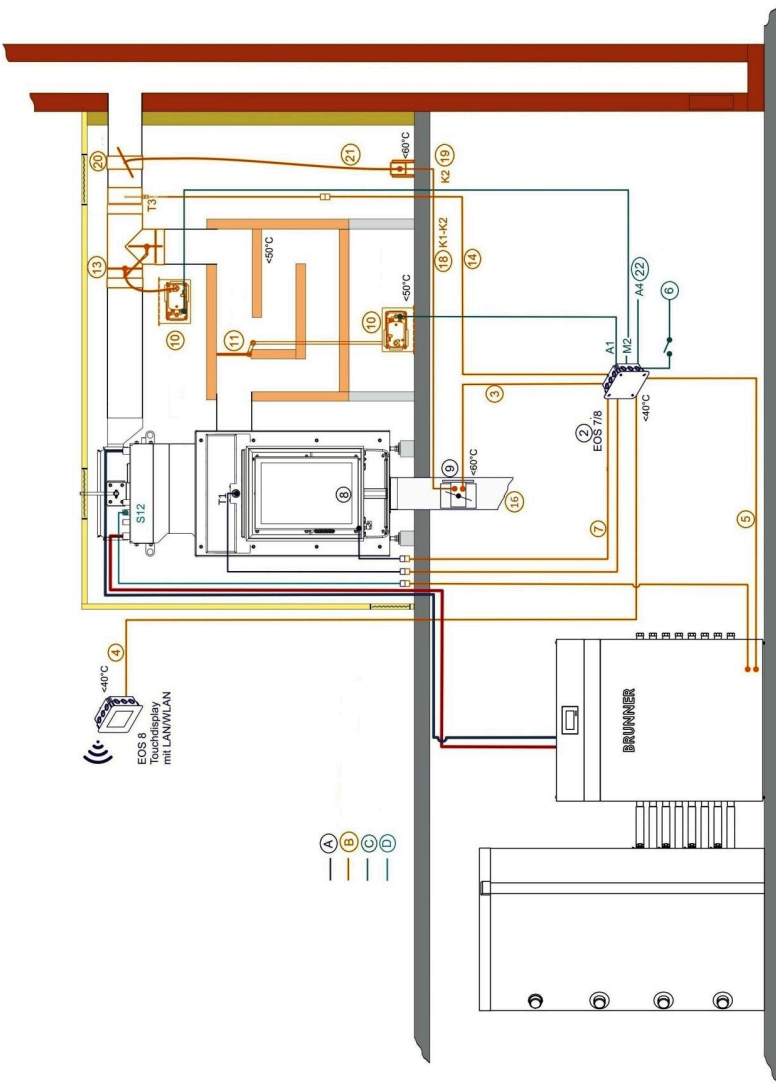 20
21
<60°C
K2 19
T3
13
<50°C
18 K1-K2
14
10
11
10
<50°C
A1
M2
A4 22
6
3
2
EOS 7/8
<40°C
S12
T1
8
9
<60°C
16
7
5
4
<40°C
EOS 8
Touchdisplay
mit LAN/WLAN
BRUNNER
A
B
C
D